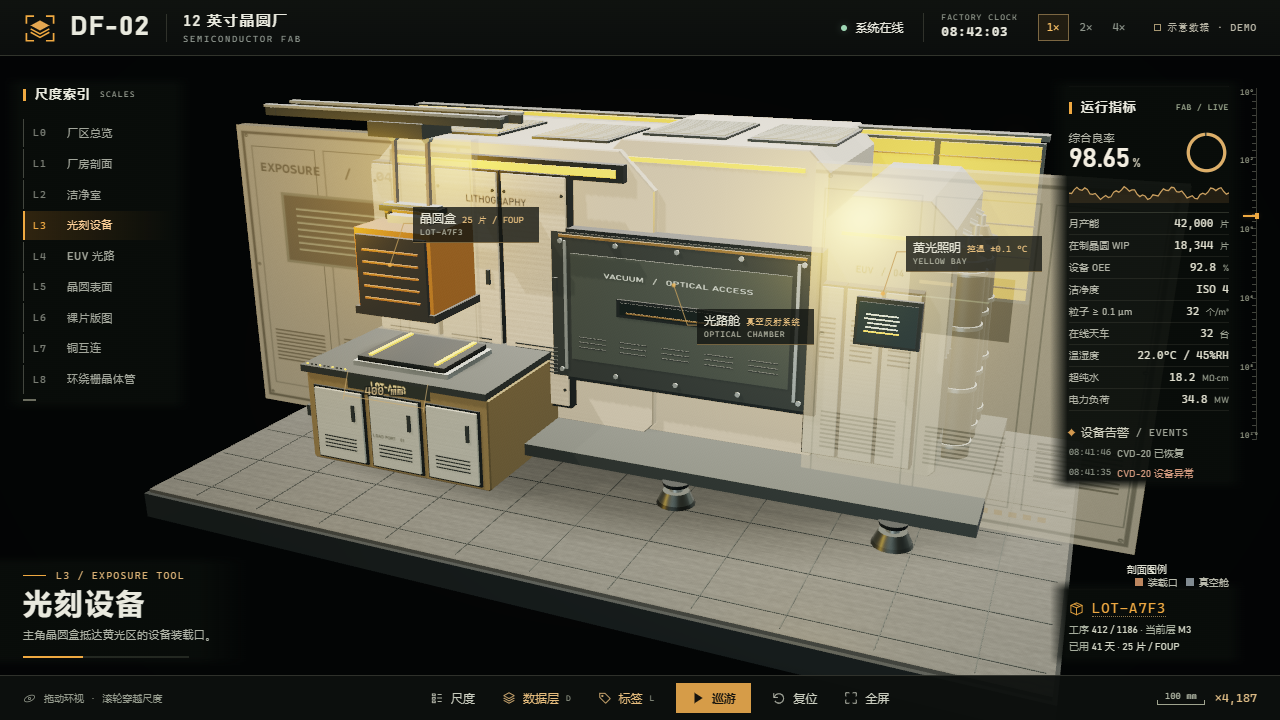 DF-02
12 英寸晶圆厂
SEMICONDUCTOR FAB
系统在线
FACTORY CLOCK
08:42:03
1×
2×
4×
示意数据 · DEMO
尺度索引 SCALES
L0 厂区总览
L1 厂房剖面
L2 洁净室
L3 光刻设备
L4 EUV 光路
L5 晶圆表面
L6 裸片版图
L7 铜互连
L8 环绕栅晶体管
EXPOSURE / 04
LITHOGRAPHY
晶圆盒 25 片 / FOUP
LOT-A7F3
VACUUM / OPTICAL ACCESS
光路舱 真空反射系统
OPTICAL CHAMBER
黄光照明 控温 ±0.1 °C
YELLOW BAY
400 mm
运行指标 FAB / LIVE
综合良率
98.65%
月产能 42,000 片
在制晶圆 WIP 18,344 片
设备 OEE 92.8 %
洁净度 ISO 4
粒子 ≥ 0.1 μm 32 个/m³
在线天车 32 台
温湿度 22.0°C / 45%RH
超纯水 18.2 MΩ·cm
电力负荷 34.8 MW
设备告警 / EVENTS
08:41:46 CVD-20 已恢复
08:41:35 CVD-20 设备异常
剖面图例
装载口 真空舱
LOT-A7F3
工序 412 / 1186 · 当前层 M3
已用 41 天 · 25 片 / FOUP
L3 / EXPOSURE TOOL
光刻设备
主角晶圆盒抵达黄光区的设备装载口。
拖动环视 · 滚轮穿越尺度
尺度
数据层 D
标签 L
巡游
复位
全屏
100 mm
×4,187